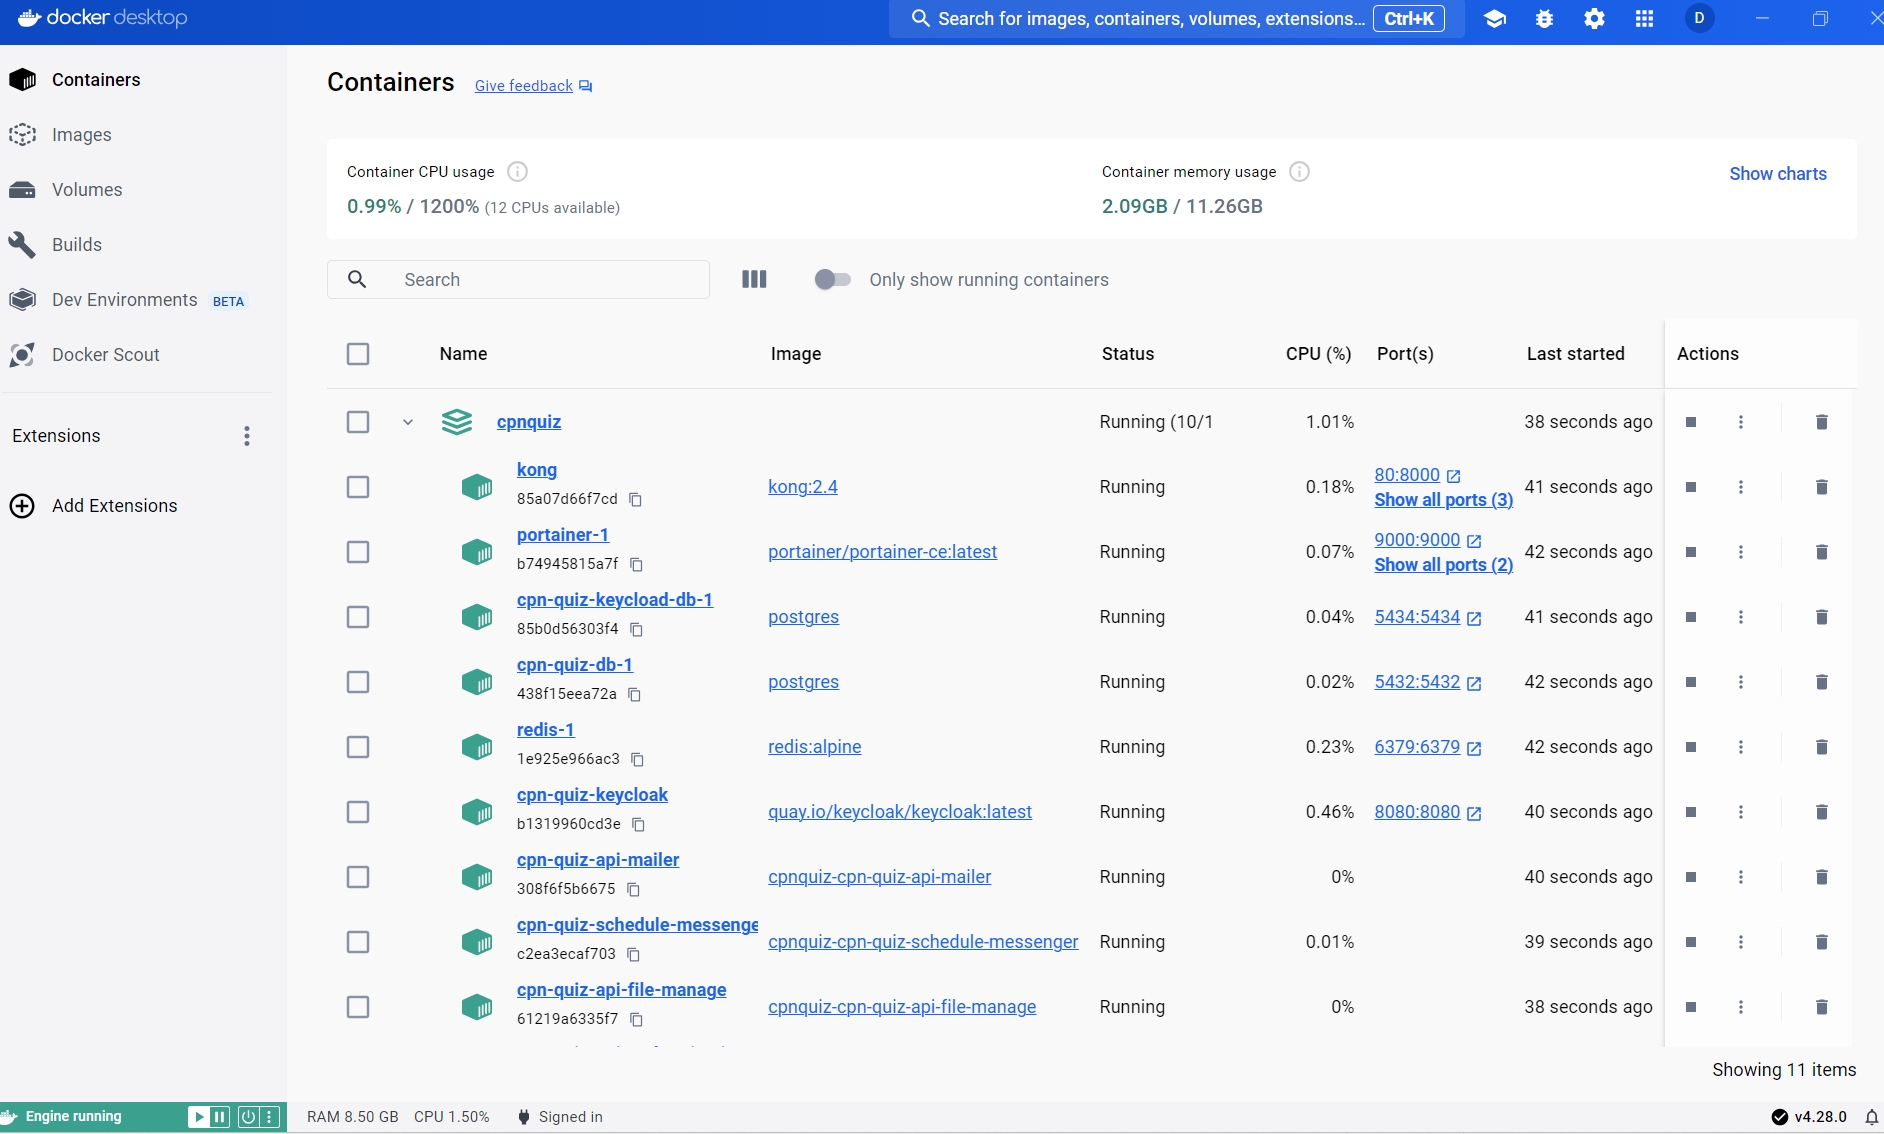 docker desktop
Search for images, containers, volumes, extensions... Ctrl+K
D
Containers
Images
Volumes
Builds
Dev Environments BETA
Docker Scout
Extensions
Add Extensions
Containers Give feedback
Container CPU usage
0.99% / 1200% (12 CPUs available)
Container memory usage
2.09GB / 11.26GB
Show charts
Search
Only show running containers
Name Image Status CPU (%) Port(s) Last started Actions
cpnquiz Running (10/1 1.01% 38 seconds ago
kong
85a07d66f7cd
kong:2.4 Running 0.18%
80:8000
Show all ports (3)
41 seconds ago
portainer-1
b74945815a7f
portainer/portainer-ce:latest Running 0.07%
9000:9000
Show all ports (2)
42 seconds ago
cpn-quiz-keycload-db-1
85b0d56303f4
postgres Running 0.04% 5434:5434 41 seconds ago
cpn-quiz-db-1
438f15eea72a
postgres Running 0.02% 5432:5432 42 seconds ago
redis-1
1e925e966ac3
redis:alpine Running 0.23% 6379:6379 42 seconds ago
cpn-quiz-keycloak
b1319960cd3e
quay.io/keycloak/keycloak:latest Running 0.46% 8080:8080 40 seconds ago
cpn-quiz-api-mailer
308f6f5b6675
cpnquiz-cpn-quiz-api-mailer Running 0% 40 seconds ago
cpn-quiz-schedule-messenge
c2ea3ecaf703
cpnquiz-cpn-quiz-schedule-messenger Running 0.01% 39 seconds ago
cpn-quiz-api-file-manage
61219a6335f7
cpnquiz-cpn-quiz-api-file-manage Running 0% 38 seconds ago
Showing 11 items
Engine running
RAM 8.50 GB CPU 1.50% Signed in
v4.28.0